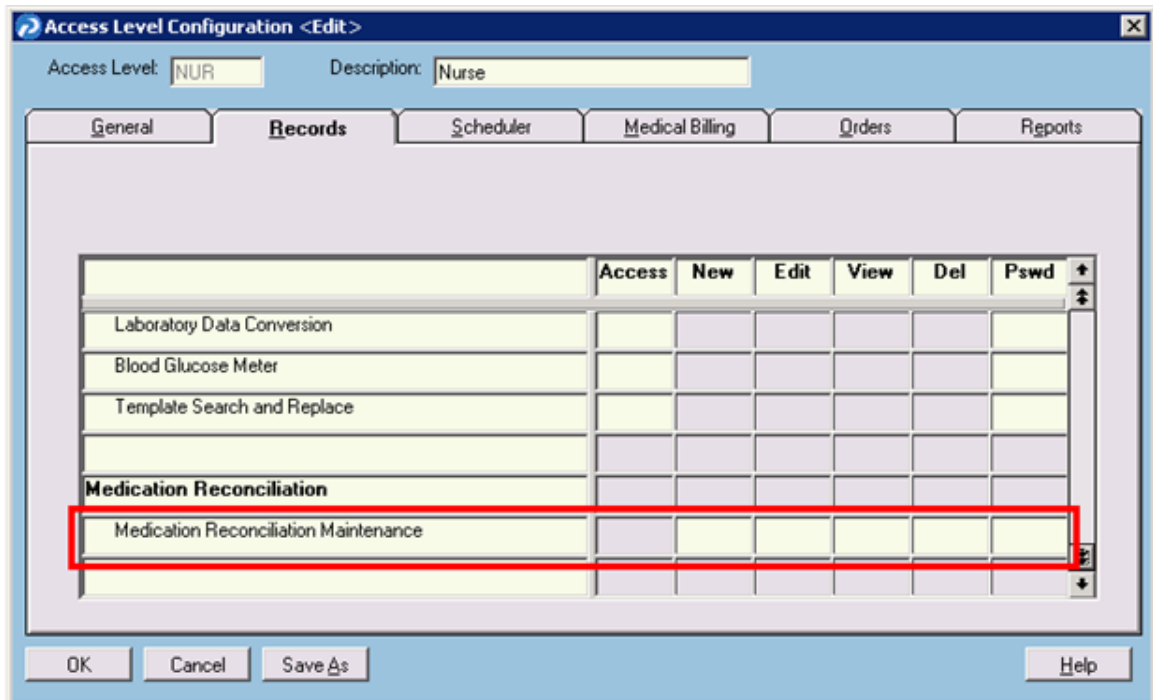 Access Level Configuration <Edit>
Access Level: NUR Description: Nurse
General Records Scheduler Medical Billing Orders Reports
Access New Edit View Del Pswd
Laboratory Data Conversion
Blood Glucose Meter
Template Search and Replace
Medication Reconciliation
Medication Reconciliation Maintenance
OK Cancel Save As Help